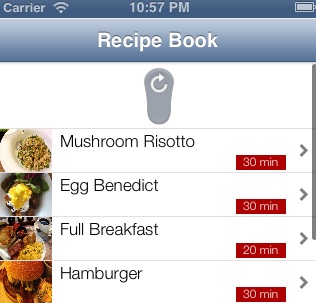 Carrier 10:57 PM
Recipe Book
Mushroom Risotto
30 min
Egg Benedict
30 min
Full Breakfast
20 min
Hamburger
30 min